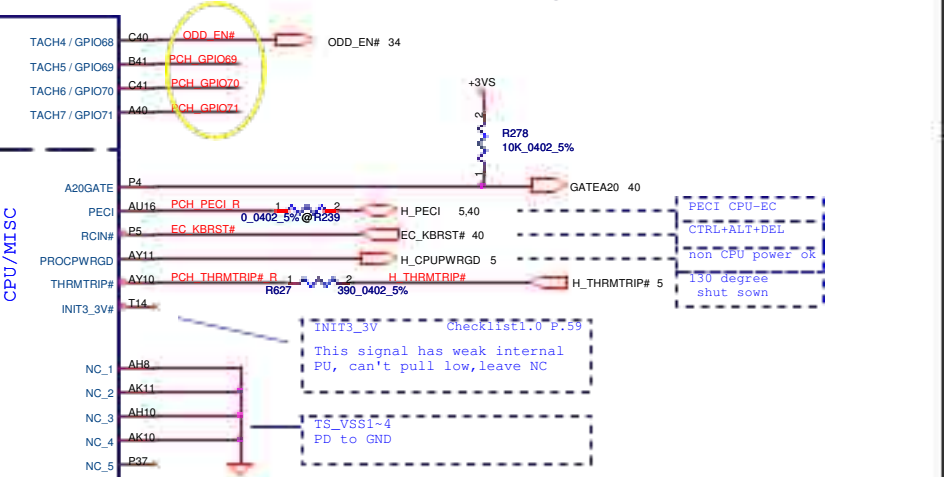 TACH4 / GPIO68 C40 ODD_EN# ODD_EN# 34
TACH5 / GPIO69 B41 PCH_GPIO69
TACH6 / GPIO70 C41 PCH_GPIO70
TACH7 / GPIO71 A40 PCH_GPIO71
+3VS
2
R278
10K_0402_5%
1
CPU/MISC
A20GATE P4 GATEA20 40
PECI AU16 PCH_PECI_R 1 2 H_PECI 5,40 PECI CPU-EC
0_0402_5%@R239
RCIN# P5 EC_KBRST# EC_KBRST# 40 CTRL+ALT+DEL
PROCPWRGD AY11 H_CPUPWRGD 5 non CPU power ok
THRMTRIP# AY10 PCH_THRMTRIP#_R 1 2 H_THRMTRIP# H_THRMTRIP# 5 130 degree
shut sown
R627 390_0402_5%
INIT3_3V# T14
INIT3_3V Checklist1.0 P.59
This signal has weak internal
PU, can't pull low,leave NC
NC_1 AH8
NC_2 AK11
NC_3 AH10
NC_4 AK10
NC_5 P37
TS_VSS1~4
PD to GND